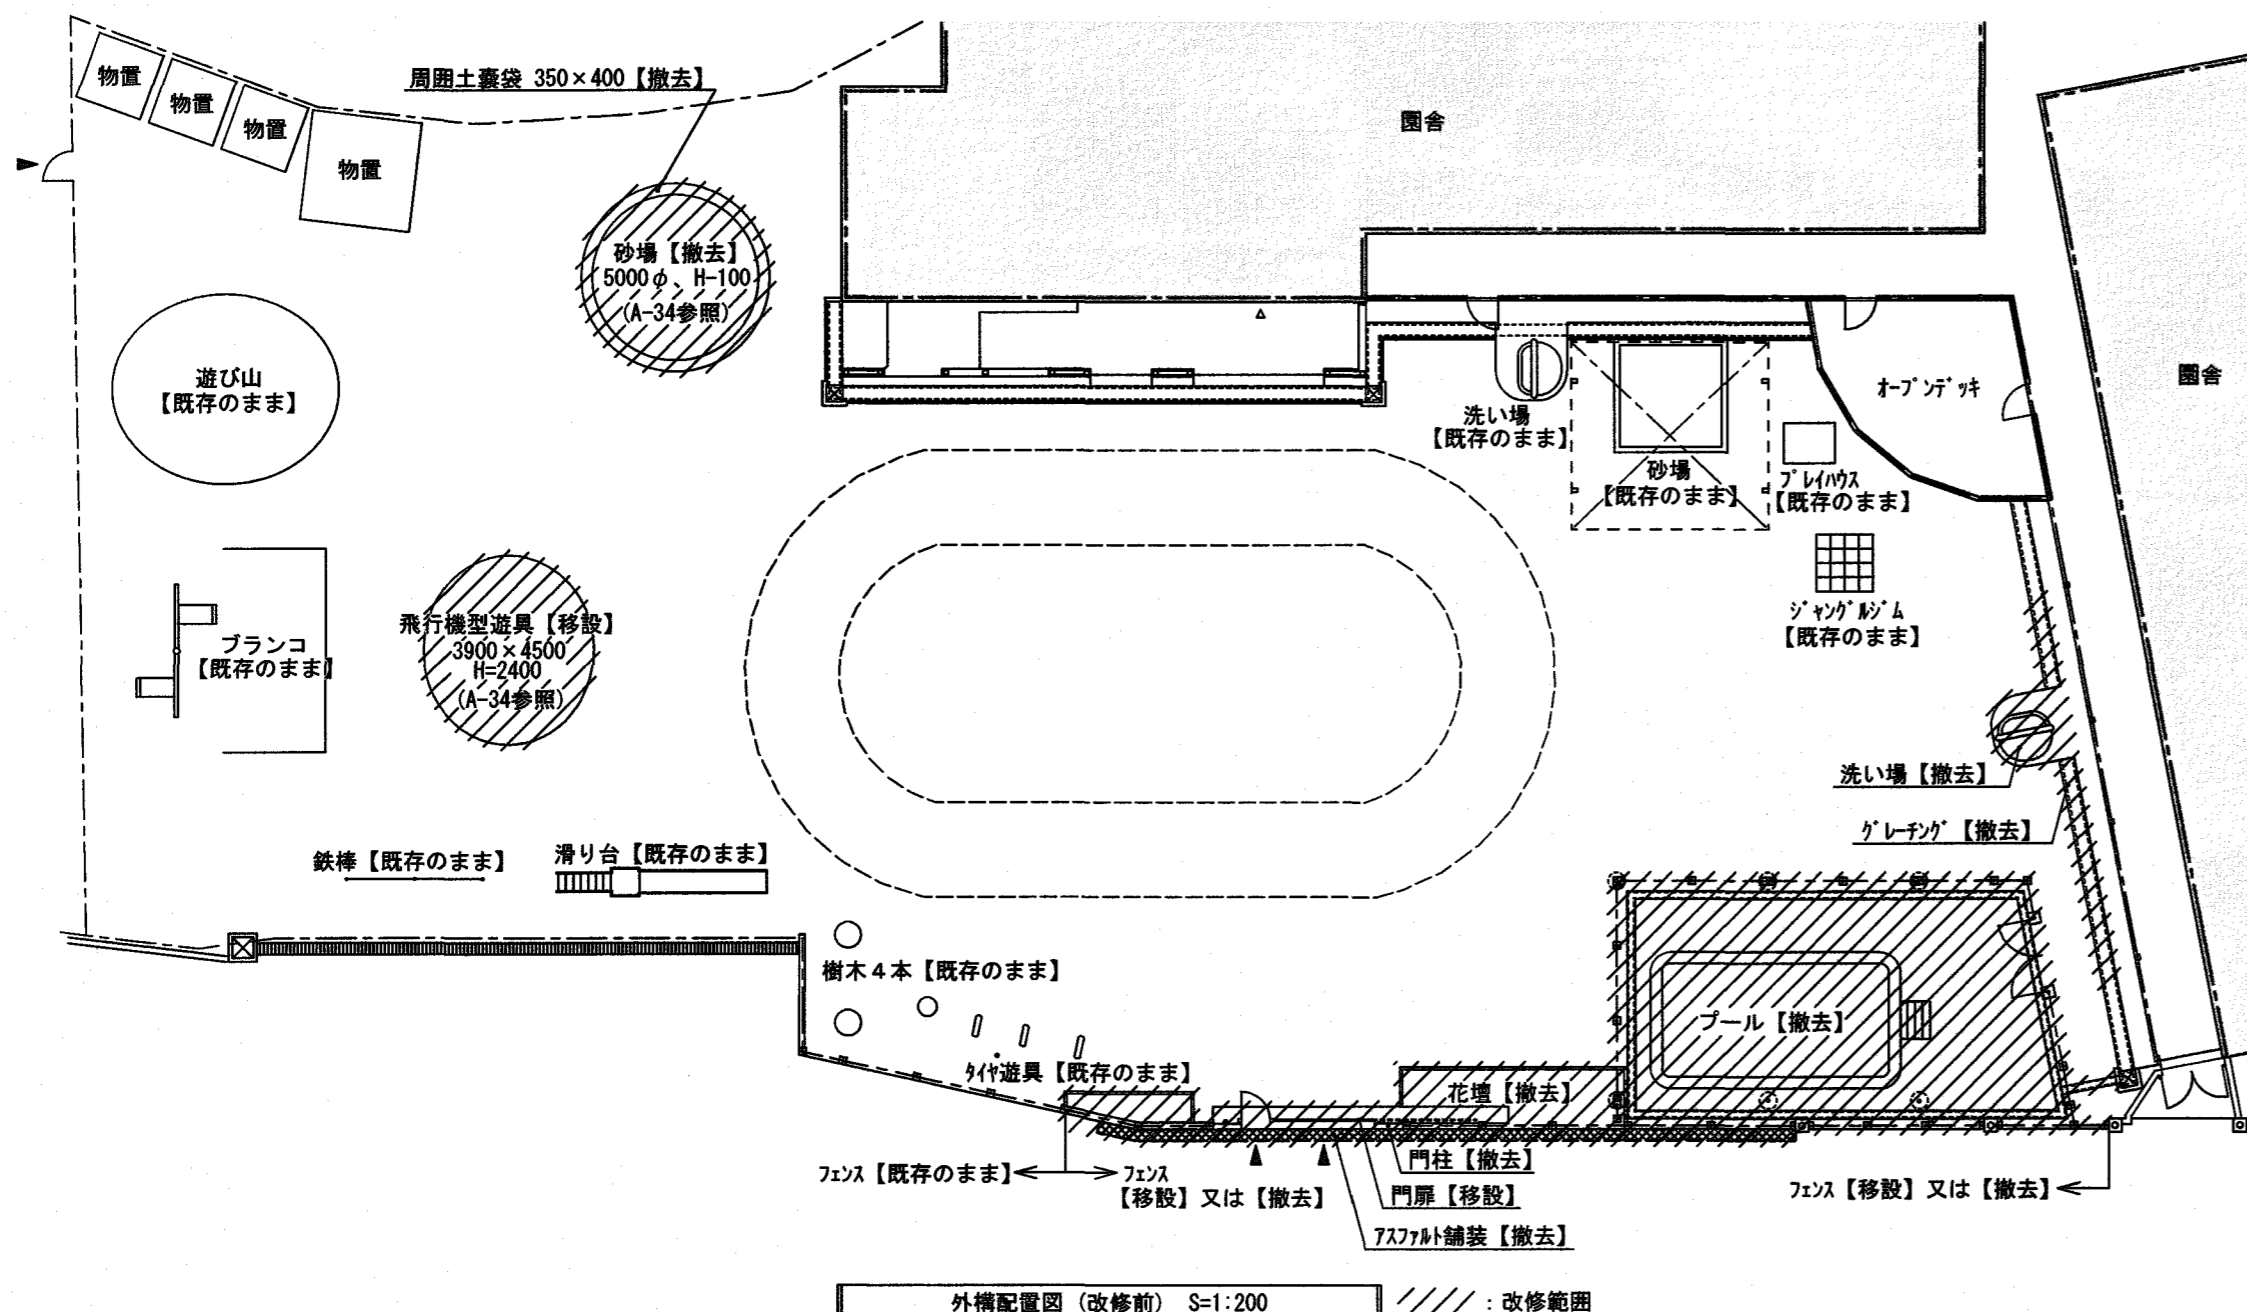 物置
物置
物置
物置
周囲土嚢袋 350×400【撤去】
園舎
砂場【撤去】
5000φ、H-100
(A-34参照)
遊び山
【既存のまま】
洗い場
【既存のまま】
砂場
【既存のまま】
オープンデッキ
プレイハウス
【既存のまま】
園舎
ジャングルジム
【既存のまま】
ブランコ
【既存のまま】
飛行機型遊具【移設】
3900×4500
H=2400
(A-34参照)
洗い場【撤去】
グレーチング【撤去】
鉄棒【既存のまま】
滑り台【既存のまま】
樹木4本【既存のまま】
タイヤ遊具【既存のまま】
プール【撤去】
花壇【撤去】
フェンス【既存のまま】
フェンス
【移設】又は【撤去】
門柱【撤去】
門扉【移設】
アスファルト舗装【撤去】
フェンス【移設】又は【撤去】
外構配置図(改修前) S=1:200
:改修範囲